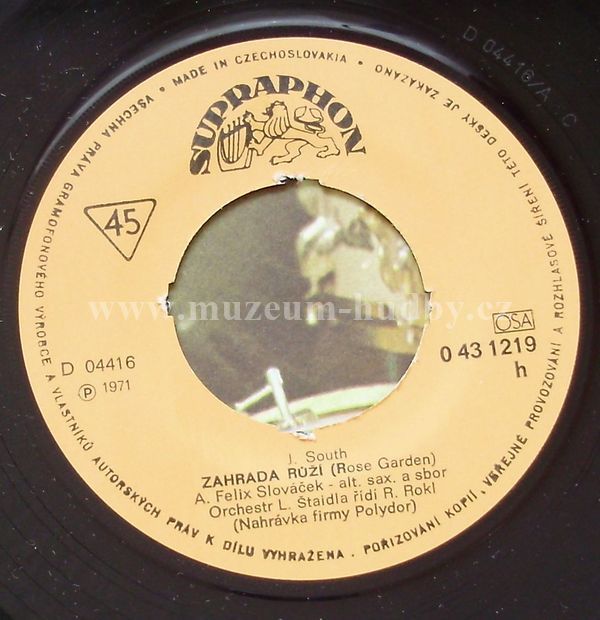 D 04416/A C
• MADE IN CZECHOSLOVAKIA •
VŠECHNA PRÁVA GRAMOFONOVÉHO VÝROBCE A VLASTNÍKŮ AUTORSKÝCH PRÁV K DÍLU VYHRAŽENA. POŘIZOVÁNÍ KOPIÍ, VEŘEJNÉ PROVOZOVÁNÍ A ROZHLASOVÉ ŠÍŘENÍ TÉTO DESKY JE ZAKÁZÁNO
SUPRAPHON
45
www.muzeum-hudby.cz
OSA
D 04416
0 43 1219
Ⓟ 1971
h
J. South
ZAHRADA RŮŽÍ (Rose Garden)
A. Felix Slováček - alt. sax. a sbor
Orchestr L. Štaidla řídí R. Rokl
(Nahrávka firmy Polydor)